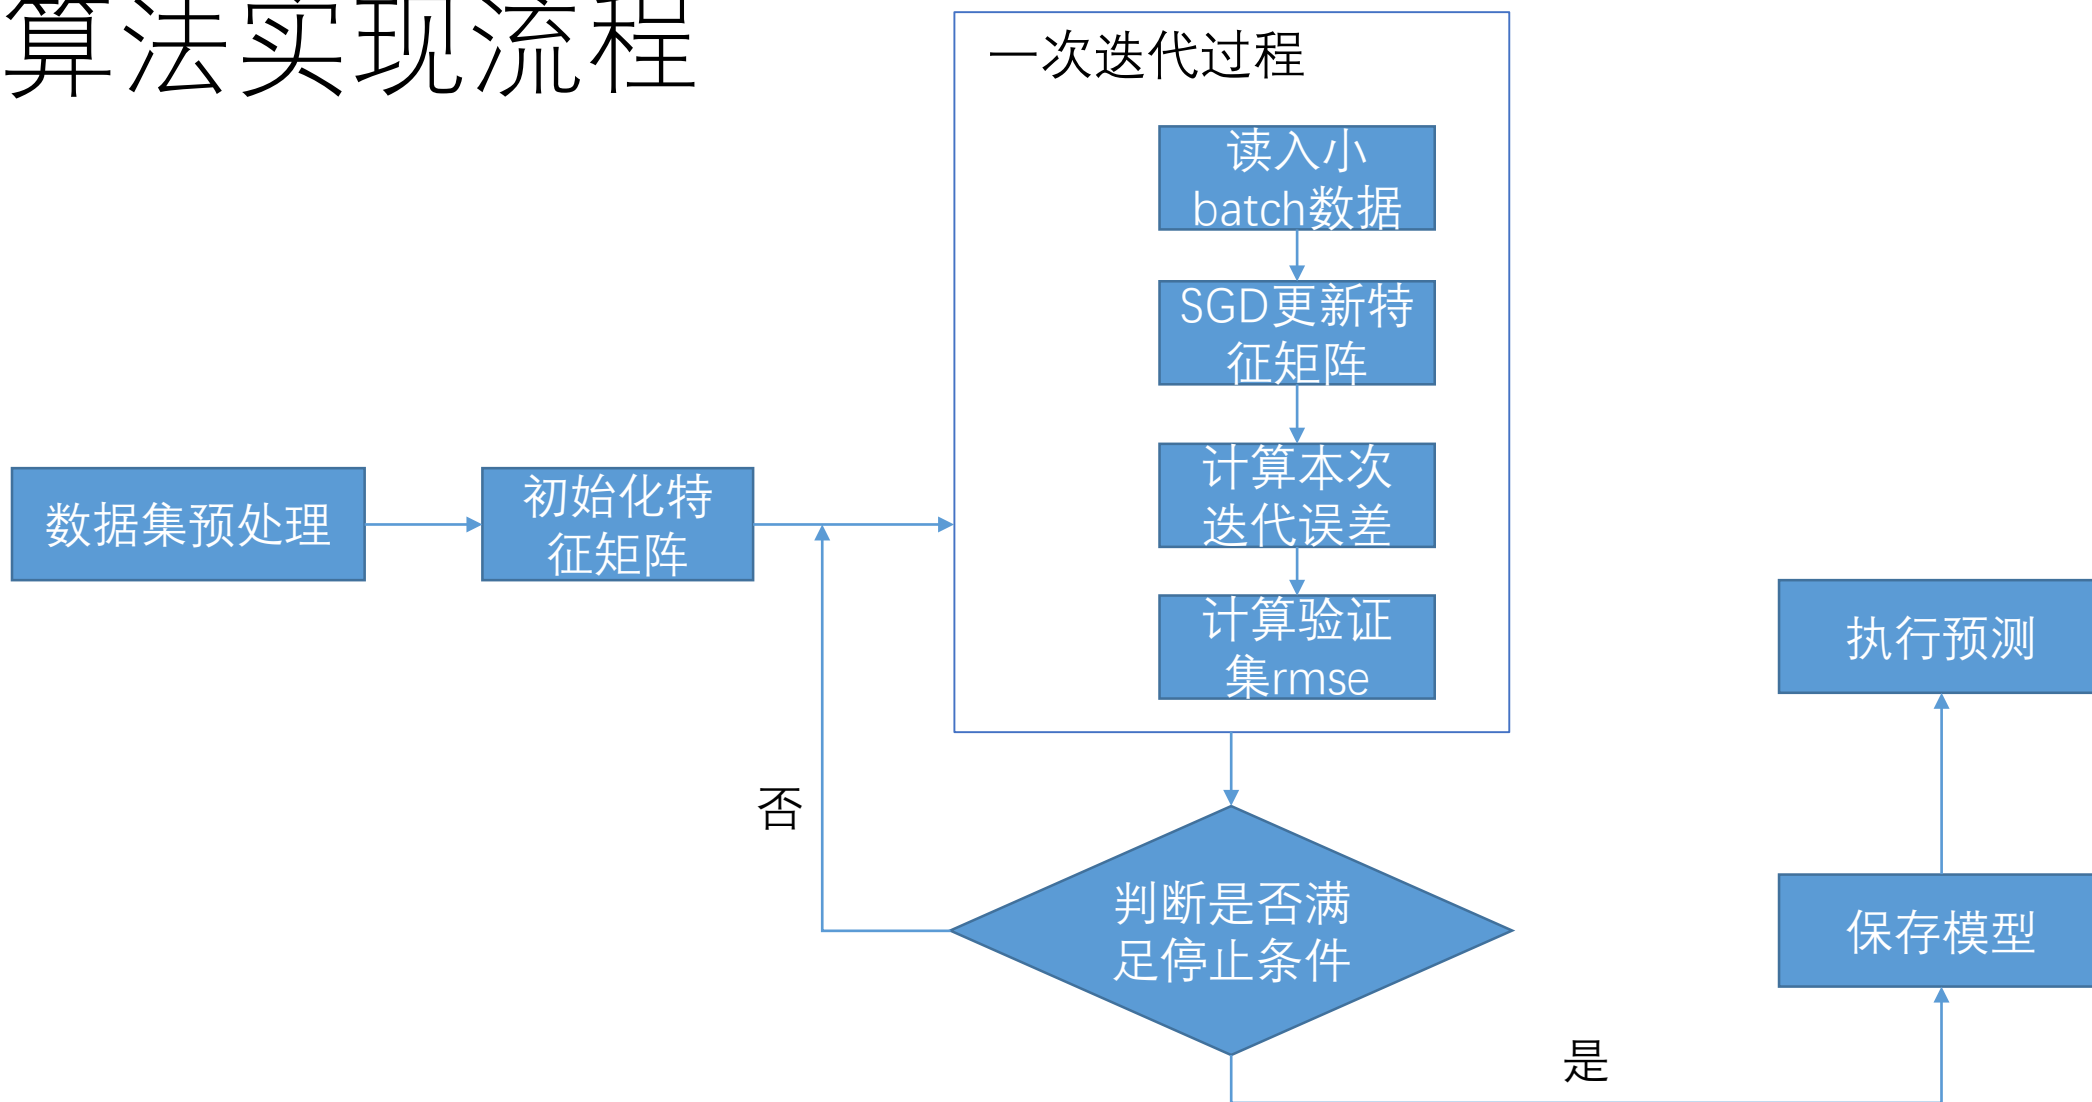 算法实现流程
一次迭代过程
读入小
batch数据
SGD更新特
征矩阵
计算本次
迭代误差
计算验证
集rmse
数据集预处理
初始化特
征矩阵
否
判断是否满
足停止条件
是
保存模型
执行预测